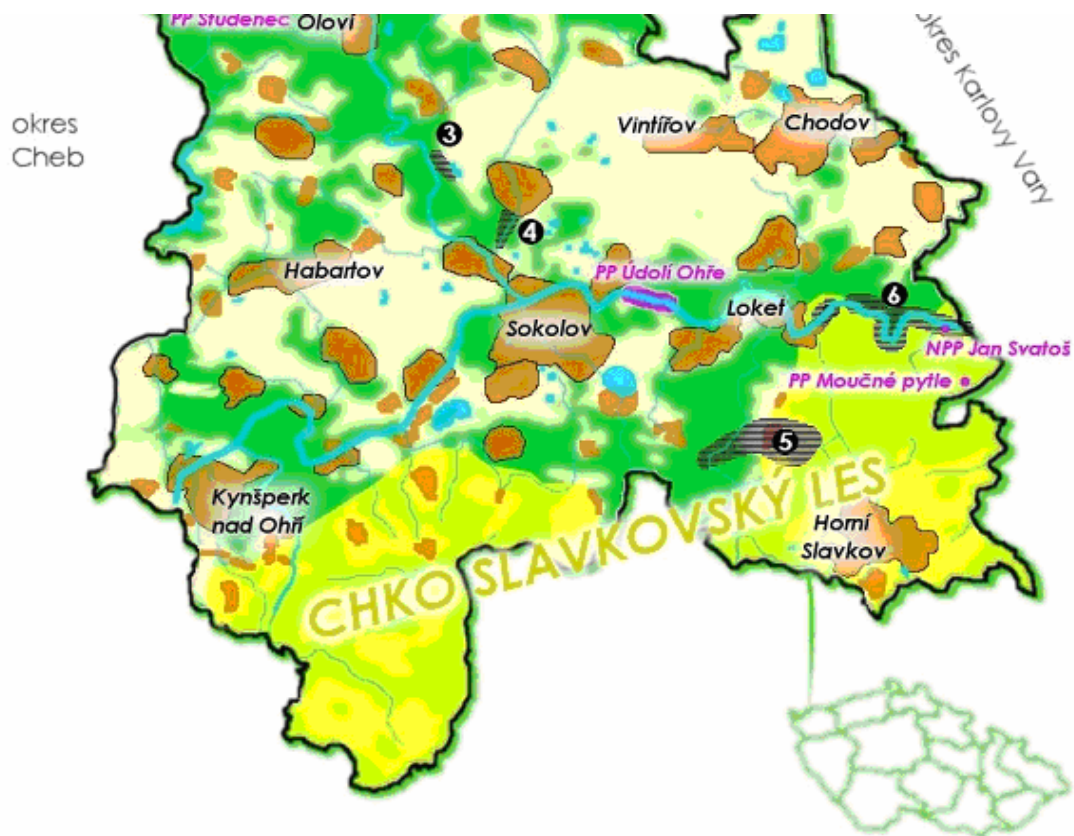 PP Studenec
Oloví
okres Karlovy Vary
okres
Cheb
3
Vintířov
Chodov
4
Habartov
PP Údolí Ohře
6
Loket
Sokolov
NPP Jan Svatoš
PP Moučné pytle
5
Kynšperk
nad Ohří
CHKO SLAVKOVSKÝ LES
Horní
Slavkov